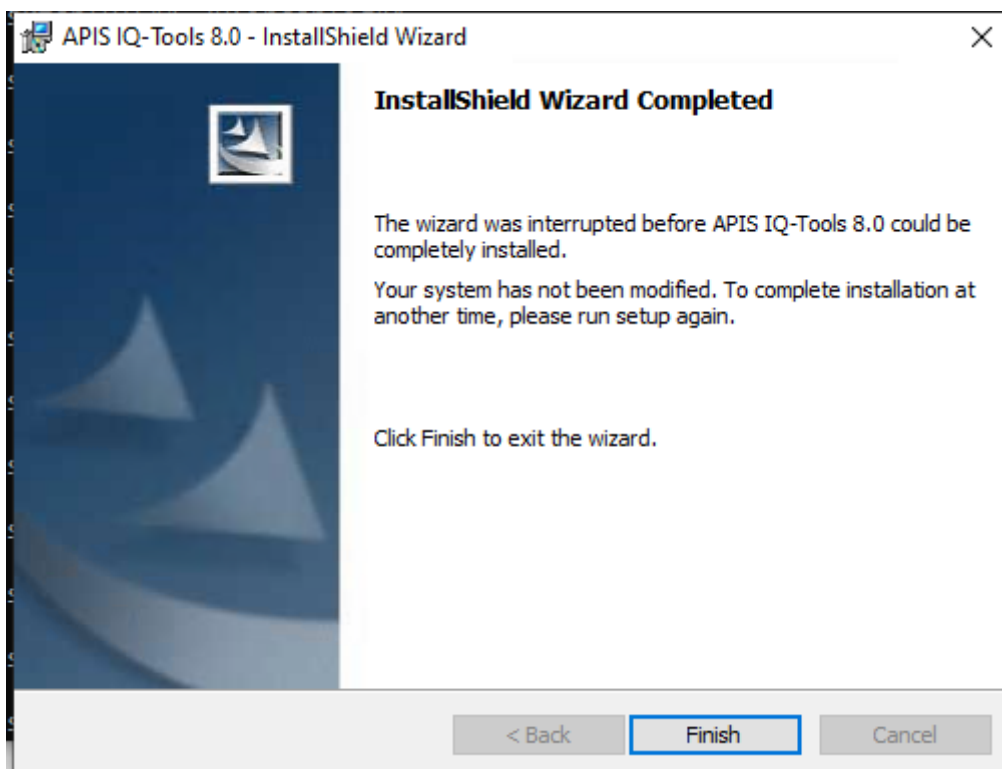 APIS IQ-Tools 8.0 - InstallShield Wizard
InstallShield Wizard Completed
The wizard was interrupted before APIS IQ-Tools 8.0 could be
completely installed.
Your system has not been modified. To complete installation at
another time, please run setup again.
Click Finish to exit the wizard.
< Back
Finish
Cancel